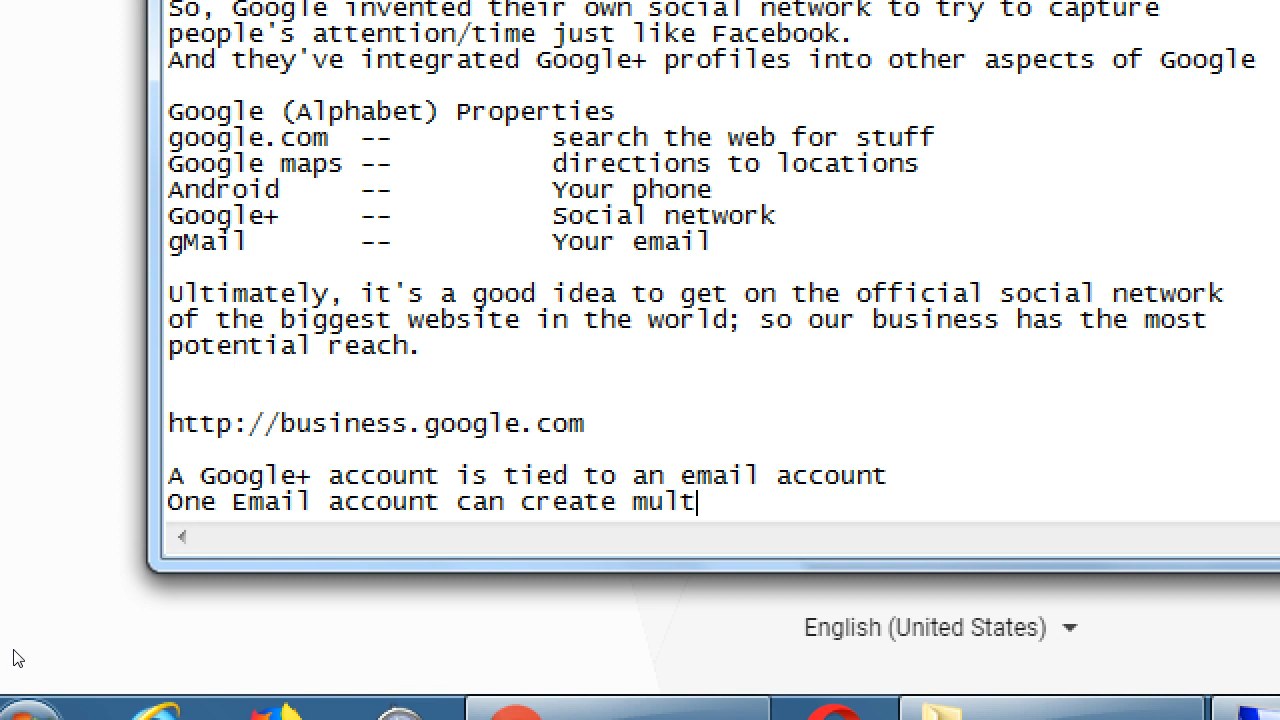 So, Google invented their own social network to try to capture
people's attention/time just like Facebook.
And they've integrated Google+ profiles into other aspects of Google
Google (Alphabet) Properties
google.com -- search the web for stuff
Google maps -- directions to locations
Android -- Your phone
Google+ -- Social network
gMail -- Your email
Ultimately, it's a good idea to get on the official social network
of the biggest website in the world; so our business has the most
potential reach.
http://business.google.com
A Google+ account is tied to an email account
One Email account can create mult
English (United States)